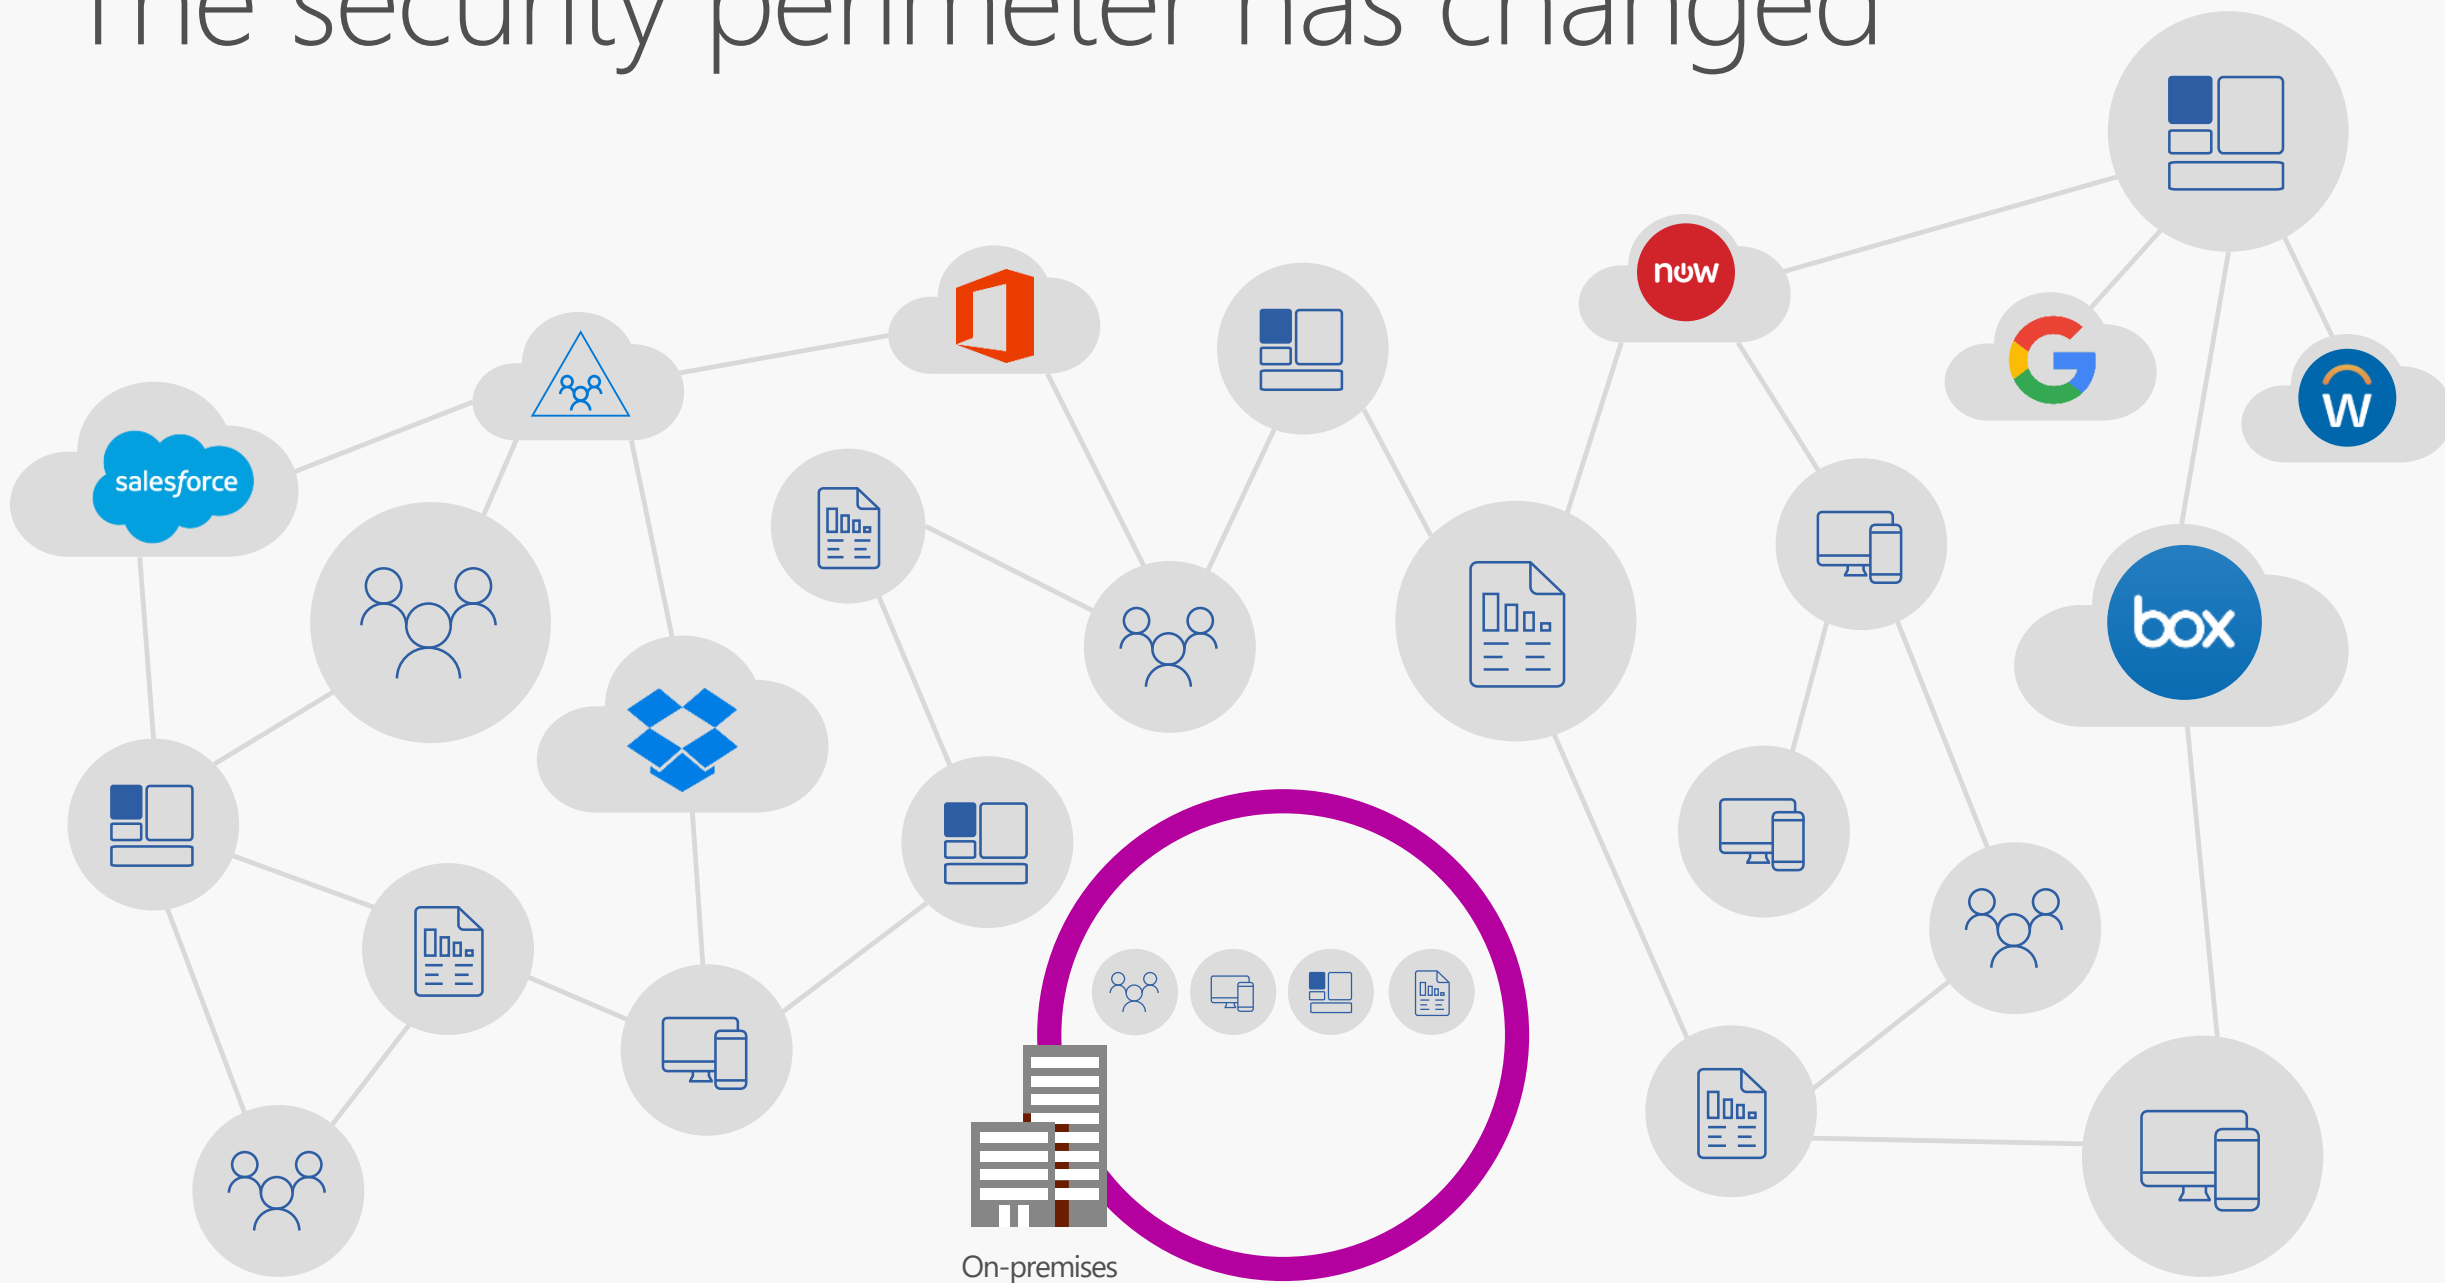 The security perimeter has changed
now
salesforce
W
box
On-premises